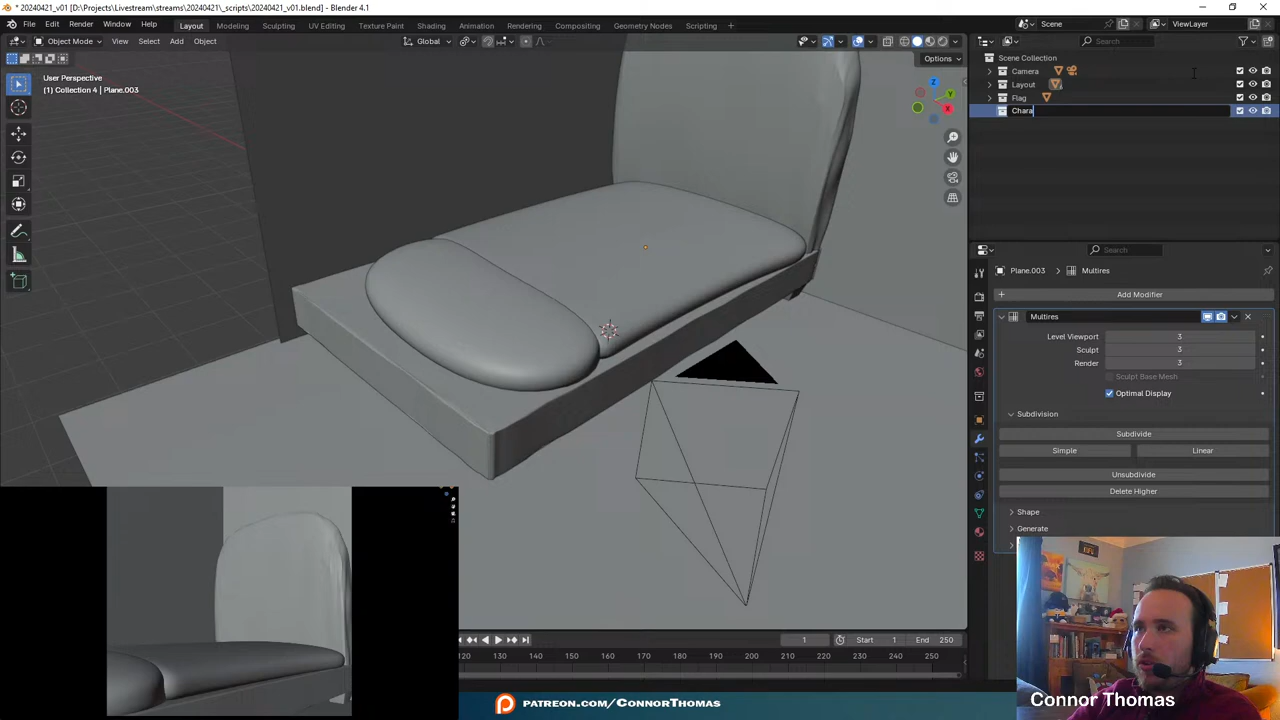 * 20240421_v01 [D:\Projects\Livestream\streams\20240421\_scripts\20240421_v01.blend] - Blender 4.1
File Edit Render Window Help Layout Modeling Sculpting UV Editing Texture Paint Shading Animation Rendering Compositing Geometry Nodes Scripting + Scene ViewLayer
Object Mode View Select Add Object Global Search
Options
User Perspective
(1) Collection 4 | Plane.003
Z
Y
X
Scene Collection
Camera
Layout
Flag
Chara
Search
Plane.003 Multires
Add Modifier
Multires
Level Viewport 3
Sculpt 3
Render 3
Sculpt Base Mesh
Optimal Display
Subdivision
Subdivide
Simple Linear
Unsubdivide
Delete Higher
Shape
Generate
1 Start 1 End 250
120 130 140 150 160 170 180 190 200 210 220 230 240 250
PATREON.COM/CONNORTHOMAS
Connor Thomas